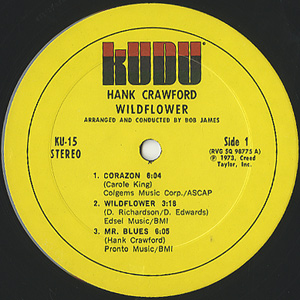 KUDU
HANK CRAWFORD
WILDFLOWER
ARRANGED AND CONDUCTED BY BOB JAMES
KU-15
STEREO
Side 1
(RVG SQ 98775 A)
℗ 1973, Creed
Taylor, Inc.
1. CORAZON 6:04
(Carole King)
Colgems Music Corp./ASCAP
2. WILDFLOWER 3:18
(D. Richardson/D. Edwards)
Edsel Music/BMI
3. MR. BLUES 6:05
(Hank Crawford)
Pronto Music/BMI